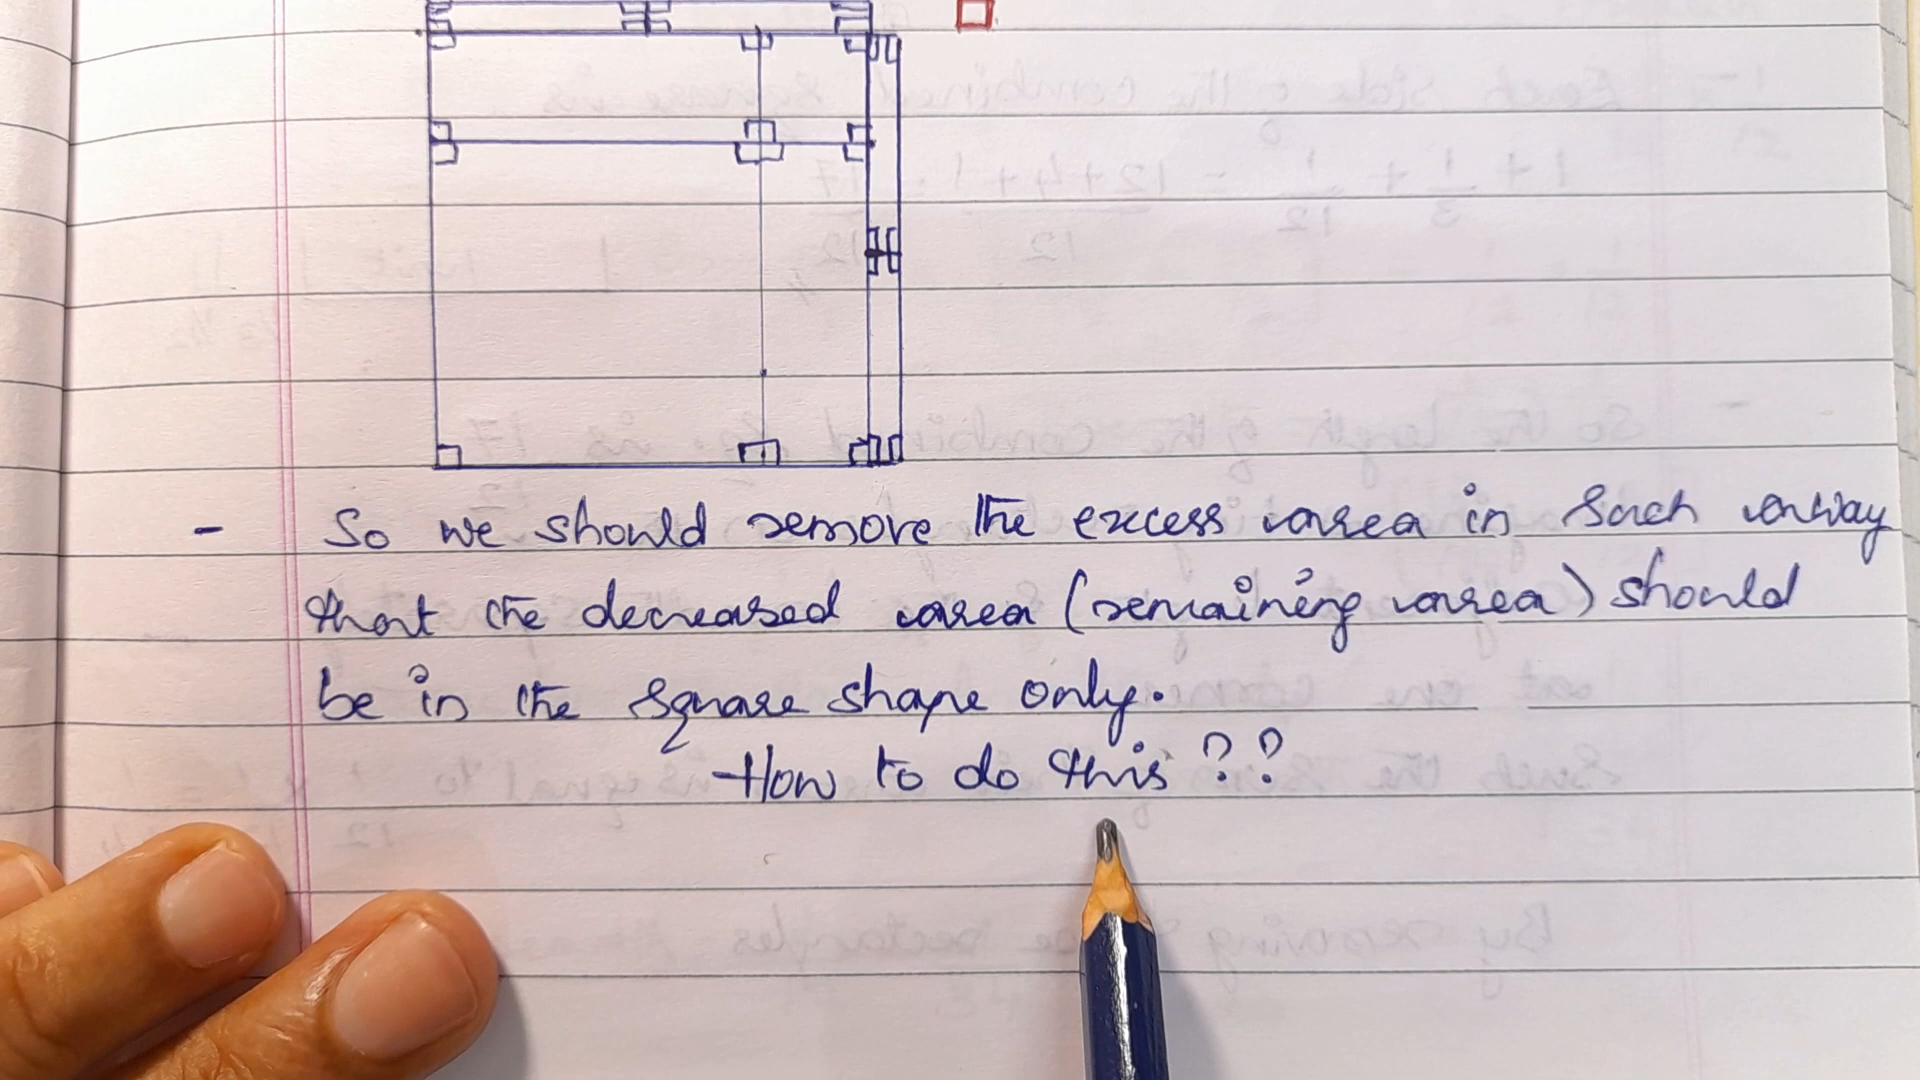 - So we should remove the excess area in such a way
that the decreased area (remaining area) should
be in the square shape only.
How to do this ??